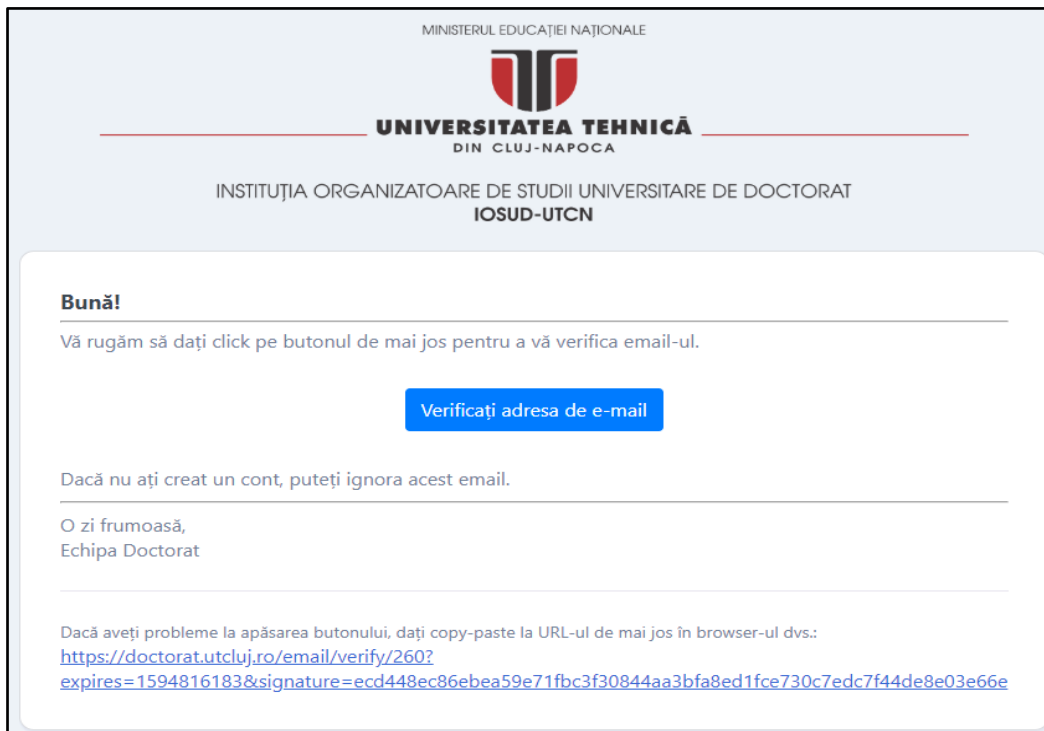 MINISTERUL EDUCAȚIEI NAȚIONALE
UNIVERSITATEA TEHNICĂ
DIN CLUJ-NAPOCA
INSTITUȚIA ORGANIZATOARE DE STUDII UNIVERSITARE DE DOCTORAT
IOSUD-UTCN
Bună!
Vă rugăm să dați click pe butonul de mai jos pentru a vă verifica email-ul.
Verificați adresa de e-mail
Dacă nu ați creat un cont, puteți ignora acest email.
O zi frumoasă,
Echipa Doctorat
Dacă aveți probleme la apăsarea butonului, dați copy-paste la URL-ul de mai jos în browser-ul dvs.:
https://doctorat.utcluj.ro/email/verify/260?
expires=1594816183&signature=ecd448ec86ebea59e71fbc3f30844aa3bfa8ed1fce730c7edc7f44de8e03e66e